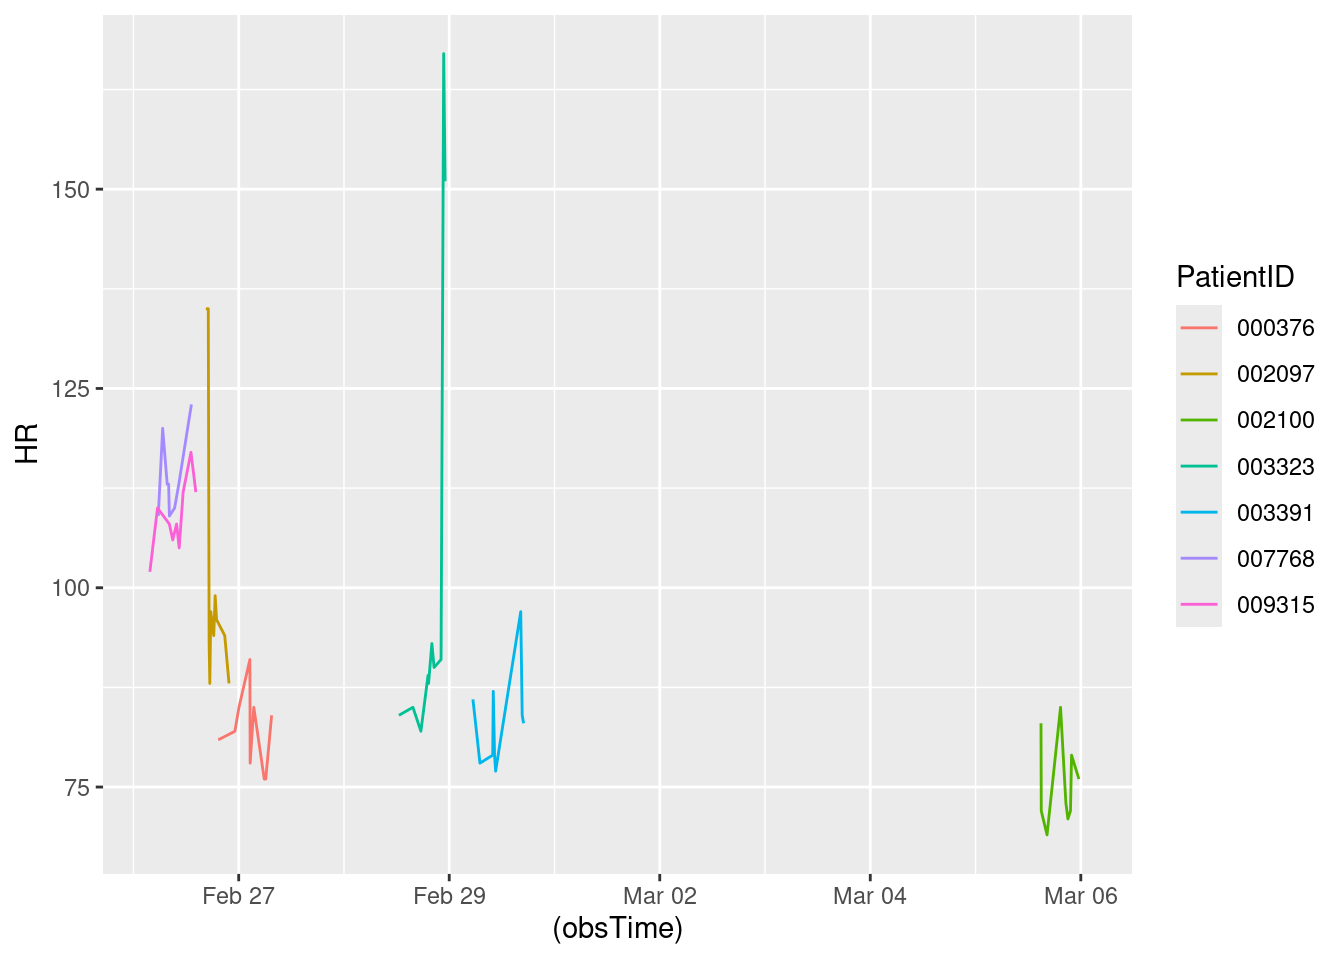 HR
150
125
100
75
Feb 27
Feb 29
Mar 02
Mar 04
Mar 06
(obsTime)
PatientID
000376
002097
002100
003323
003391
007768
009315